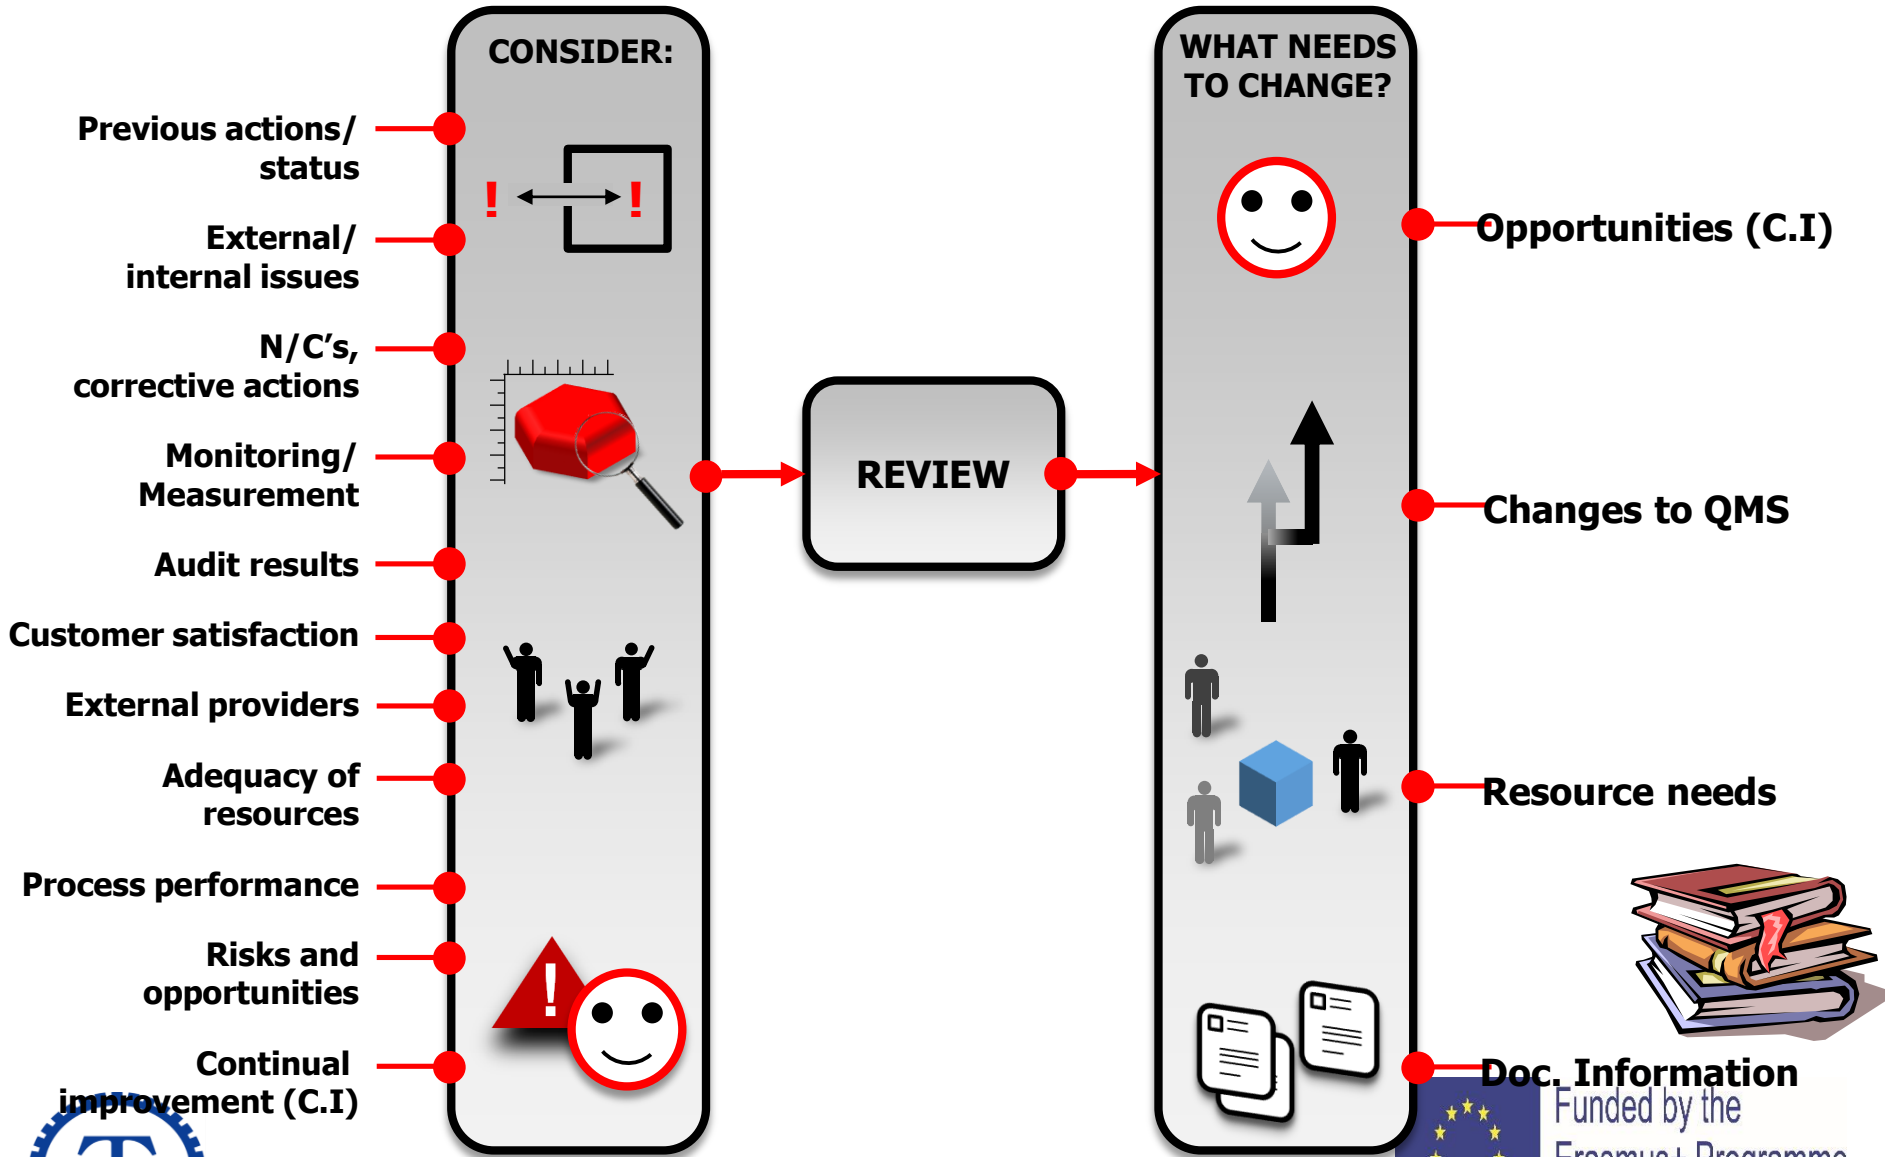 CONSIDER:
Previous actions/
status
External/
internal issues
N/C’s,
corrective actions
Monitoring/
Measurement
Audit results
Customer satisfaction
External providers
Adequacy of
resources
Process performance
Risks and
opportunities
Continual
improvement (C.I)
! !
!
REVIEW
WHAT NEEDS
TO CHANGE?
Opportunities (C.I)
Changes to QMS
Resource needs
Doc. Information
Funded by the
Erasmus+ Programme
T